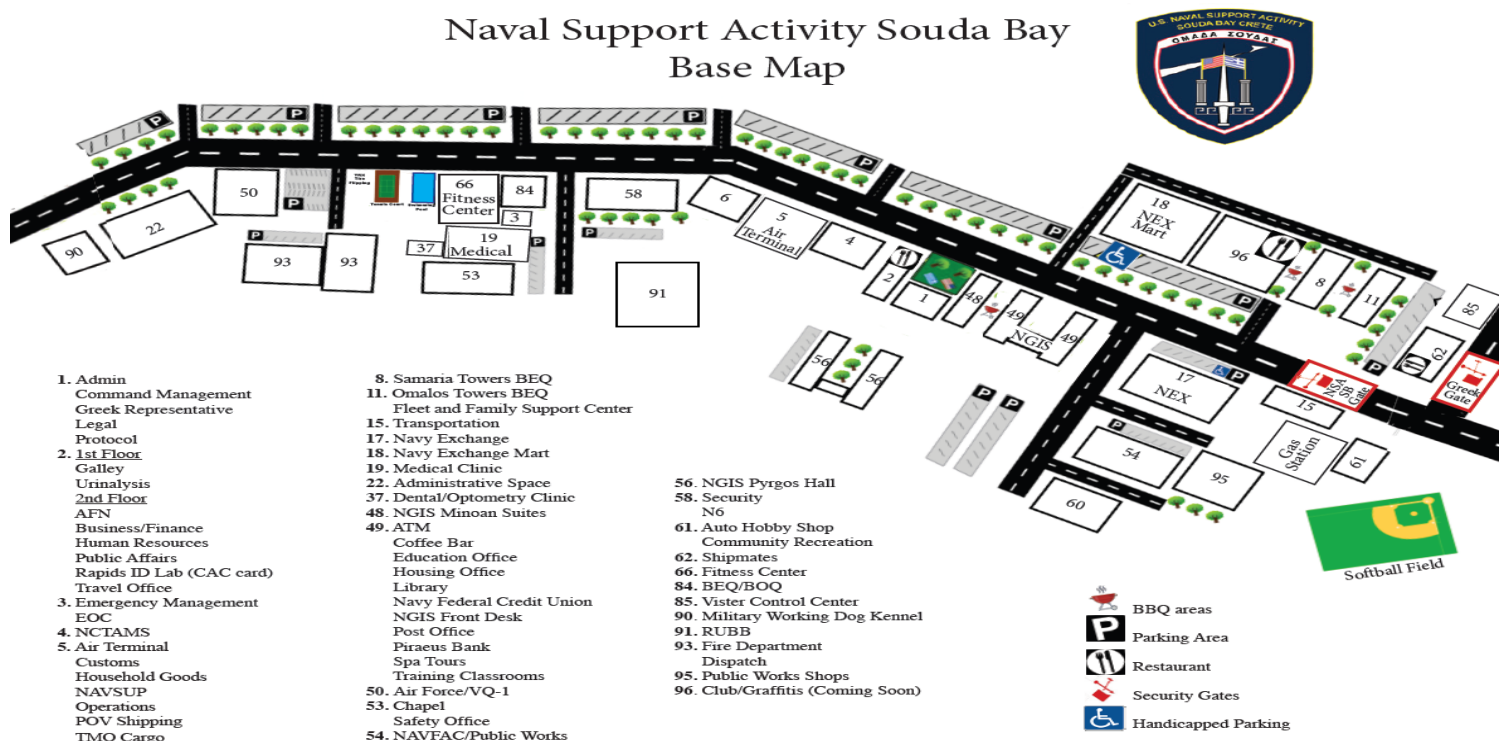 Naval Support Activity Souda Bay
Base Map
U.S. NAVAL SUPPORT ACTIVITY
SOUDA BAY CRETE
ΟΜΑΔΑ ΣΟΥΔΑΣ
P
P
P
P
P
P
50
P
66
Fitness
Center
84
3
58
6
5
Air
Terminal
4
18
NEX
Mart
96
8
11
85
22
90
P
93
93
37
19
Medical
P
53
P
91
2
1
48
49
NGIS
49
P
56
56
P
P
17
NEX
P
15
NSA
SB
Gate
P
62
Greek
Gate
P
54
95
Gas
Station
61
60
Softball Field
1. Admin
Command Management
Greek Representative
Legal
Protocol
2. 1st Floor
Galley
Urinalysis
2nd Floor
AFN
Business/Finance
Human Resources
Public Affairs
Rapids ID Lab (CAC card)
Travel Office
3. Emergency Management
EOC
4. NCTAMS
5. Air Terminal
Customs
Household Goods
NAVSUP
Operations
POV Shipping
TMO Cargo
8. Samaria Towers BEQ
11. Omalos Towers BEQ
Fleet and Family Support Center
15. Transportation
17. Navy Exchange
18. Navy Exchange Mart
19. Medical Clinic
22. Administrative Space
37. Dental/Optometry Clinic
48. NGIS Minoan Suites
49. ATM
Coffee Bar
Education Office
Housing Office
Library
Navy Federal Credit Union
NGIS Front Desk
Post Office
Piraeus Bank
Spa Tours
Training Classrooms
50. Air Force/VQ-1
53. Chapel
Safety Office
54. NAVFAC/Public Works
56. NGIS Pyrgos Hall
58. Security
N6
61. Auto Hobby Shop
Community Recreation
62. Shipmates
66. Fitness Center
84. BEQ/BOQ
85. Vister Control Center
90. Military Working Dog Kennel
91. RUBB
93. Fire Department
Dispatch
95. Public Works Shops
96. Club/Graffitis (Coming Soon)
BBQ areas
P Parking Area
Restaurant
Security Gates
Handicapped Parking